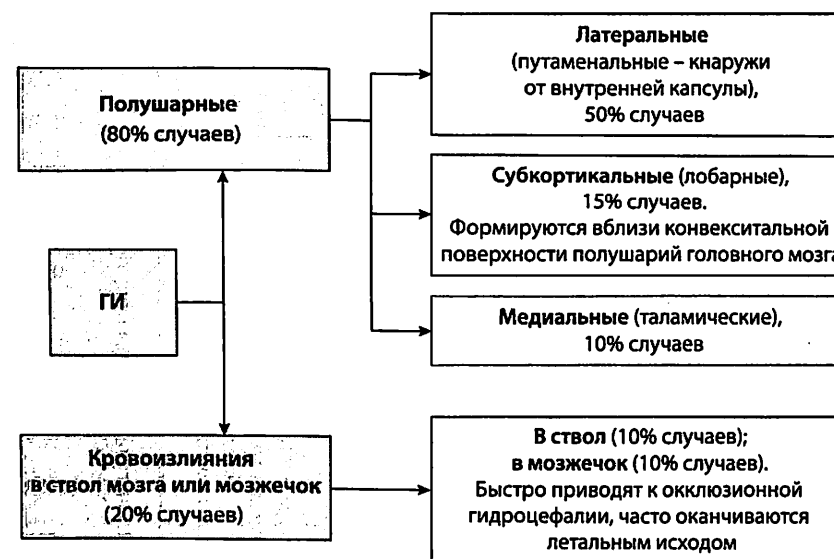 Полушарные
(80% случаев)
ГИ
Кровоизлияния
в ствол мозга или мозжечок
(20% случаев)
Латеральные
(путаменальные – кнаружи
от внутренней капсулы),
50% случаев
Субкортикальные (лобарные),
15% случаев.
Формируются вблизи конвекситальной
поверхности полушарий головного мозга
Медиальные (таламические),
10% случаев
В ствол (10% случаев);
в мозжечок (10% случаев).
Быстро приводят к окклюзионной
гидроцефалии, часто оканчиваются
летальным исходом